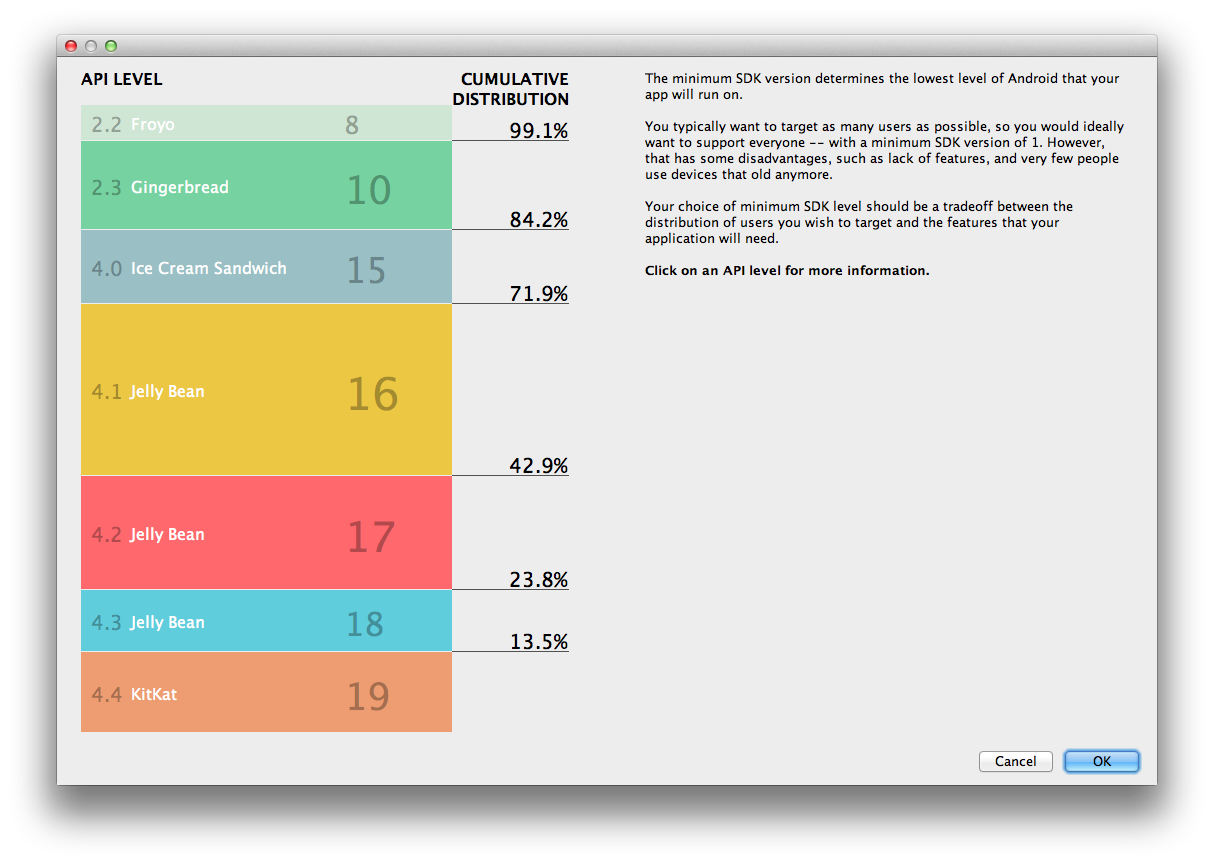 API LEVEL
CUMULATIVE
DISTRIBUTION
2.2 Froyo 8
99.1%
2.3 Gingerbread 10
84.2%
4.0 Ice Cream Sandwich 15
71.9%
4.1 Jelly Bean 16
42.9%
4.2 Jelly Bean 17
23.8%
4.3 Jelly Bean 18
13.5%
4.4 KitKat 19
The minimum SDK version determines the lowest level of Android that your
app will run on.
You typically want to target as many users as possible, so you would ideally
want to support everyone -- with a minimum SDK version of 1. However,
that has some disadvantages, such as lack of features, and very few people
use devices that old anymore.
Your choice of minimum SDK level should be a tradeoff between the
distribution of users you wish to target and the features that your
application will need.
Click on an API level for more information.
Cancel
OK